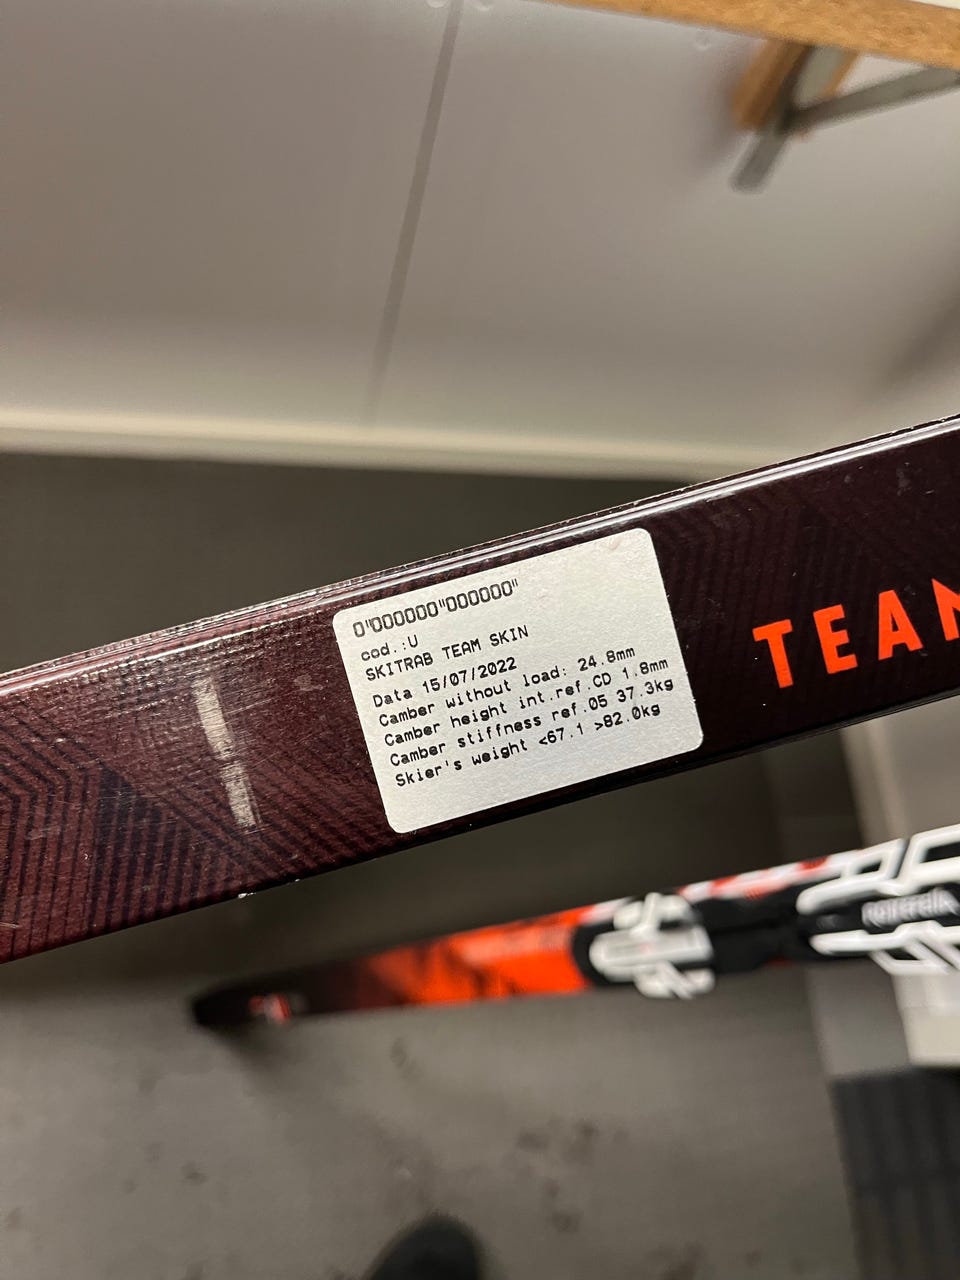 0"000000"000000"
cod.:U
SKITRAB TEAM SKIN
Data 15/07/2022
Camber without load: 24.8mm
Camber height int.ref.CD 1.8mm
Camber stiffness ref.05 37.3kg
Skier's weight <67.1 >82.0kg
TEAM